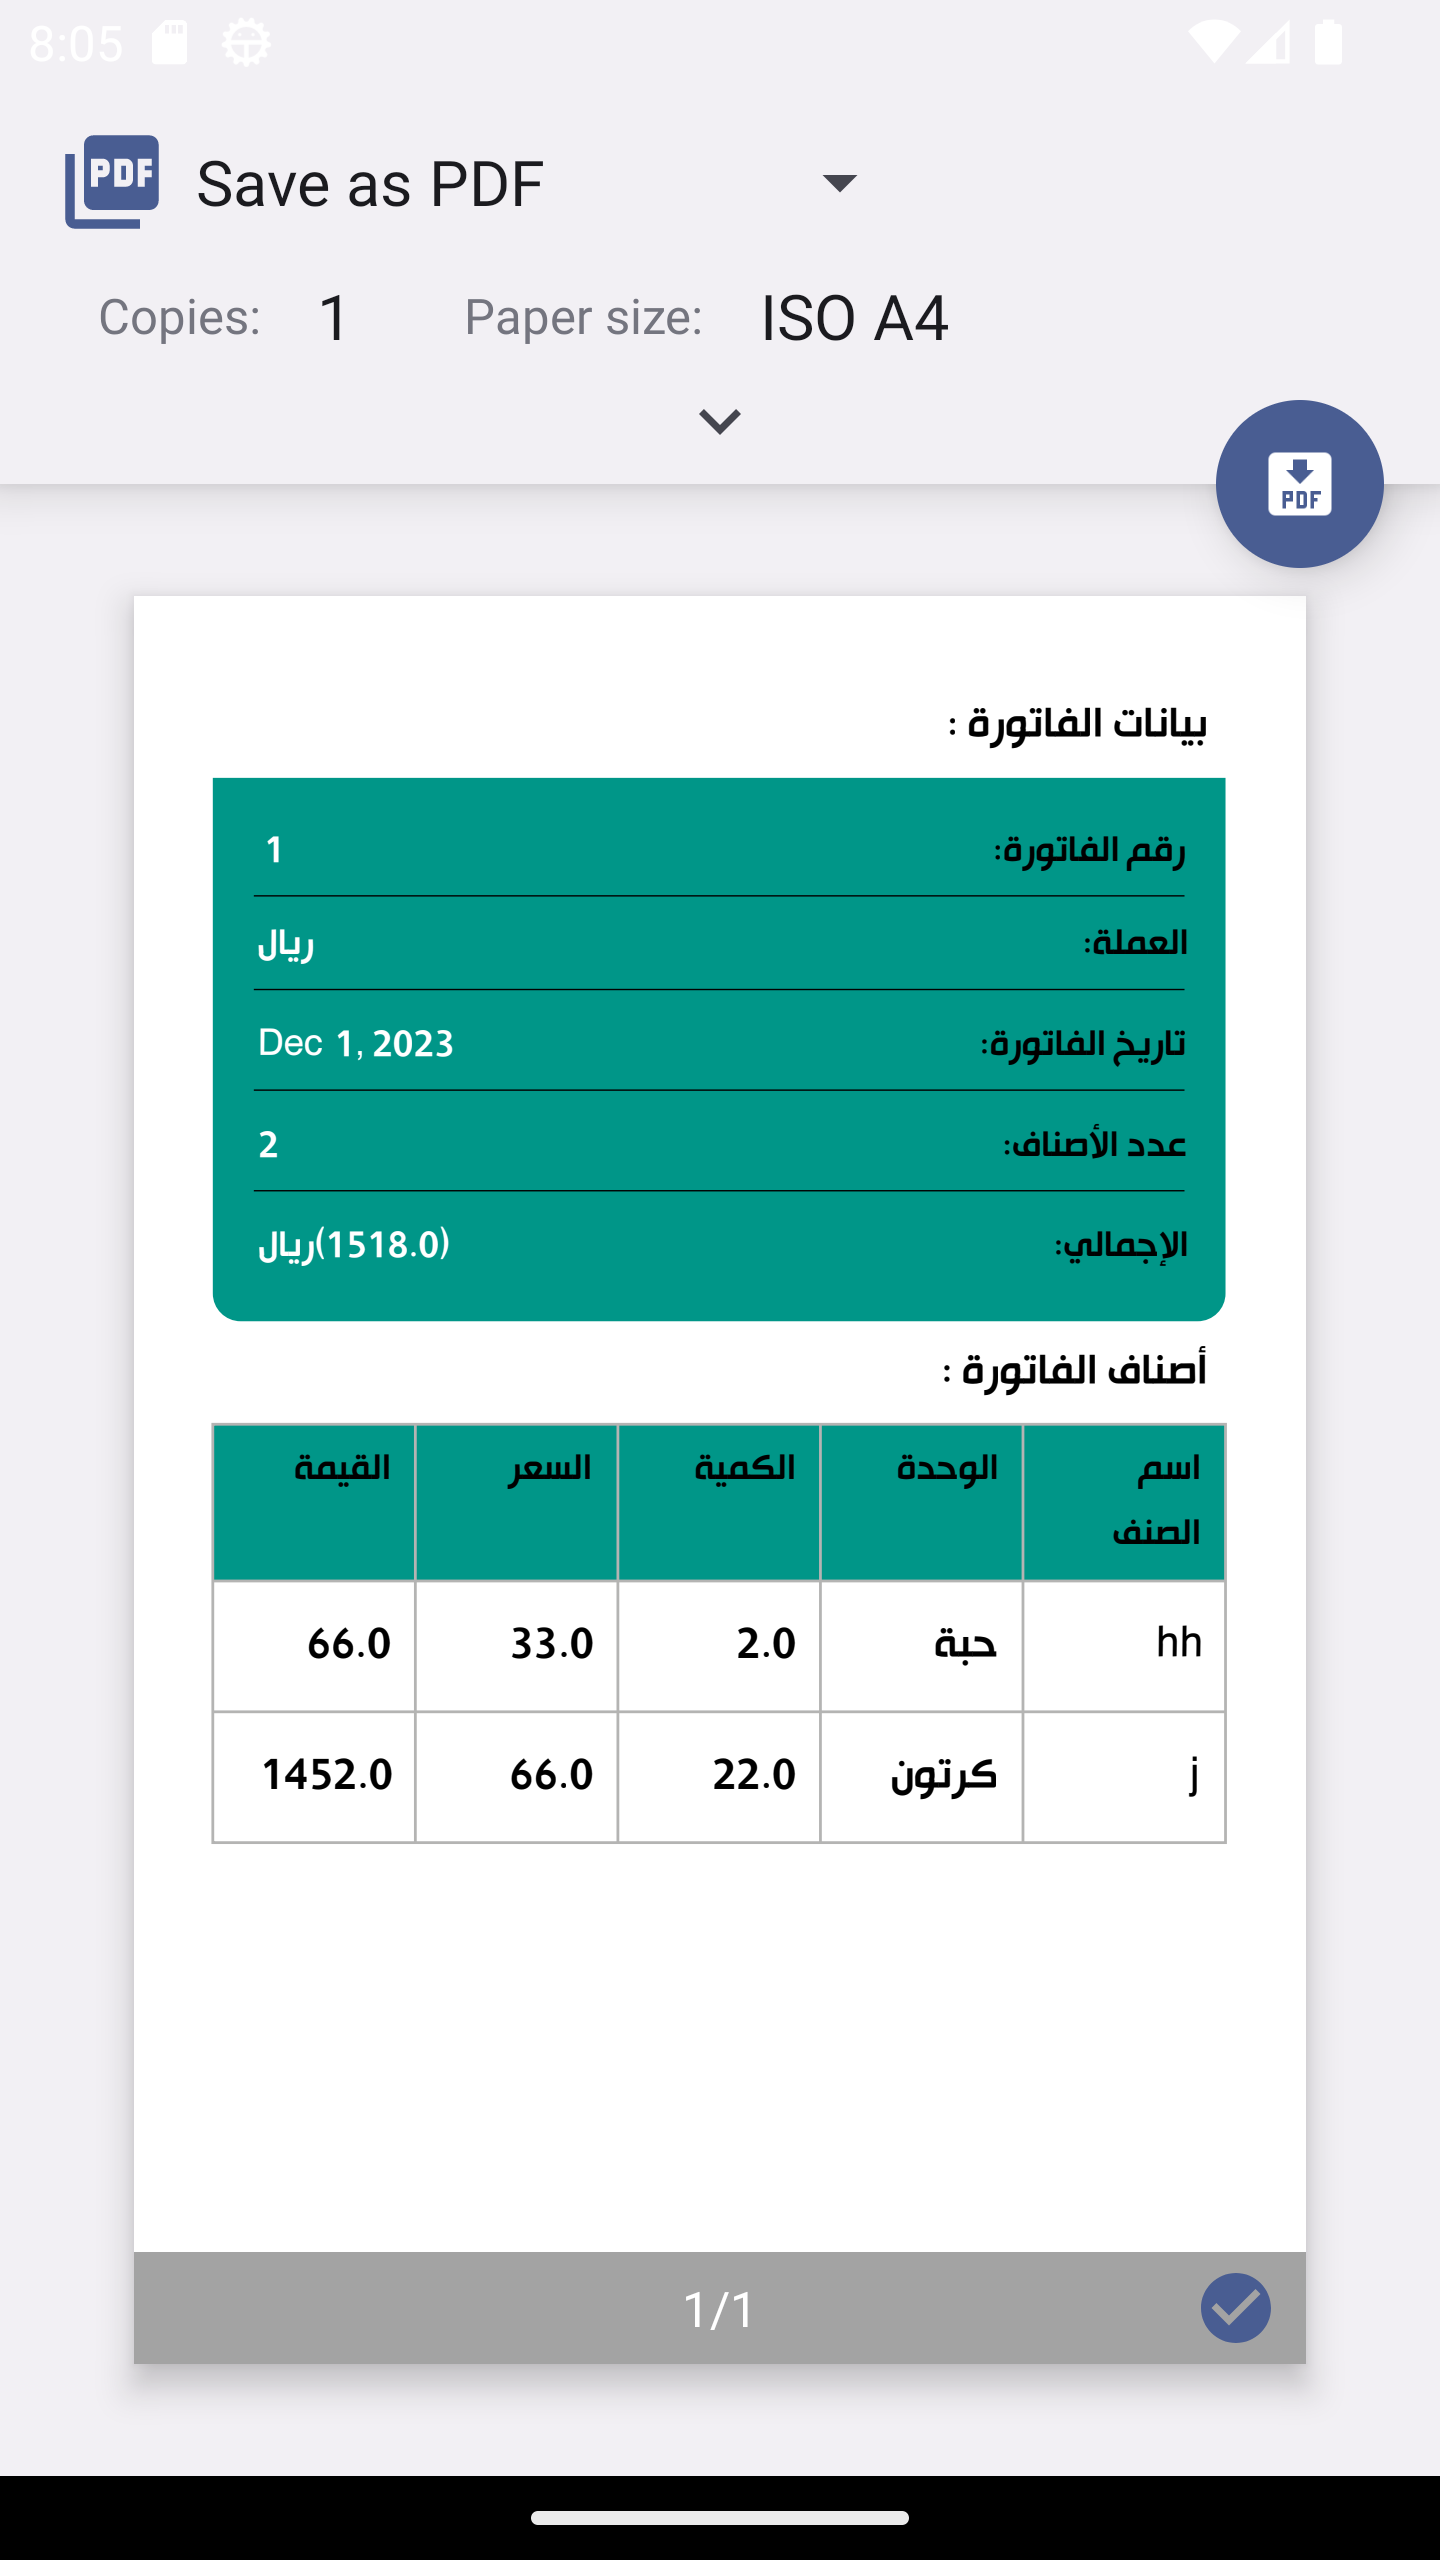 8:05
PDF
Save as PDF
Copies: 1 Paper size: ISO A4
PDF
بيانات الفاتورة :
رقم الفاتورة: 1
العملة: ريال
تاريخ الفاتورة: Dec 1, 2023
عدد الأصناف: 2
الإجمالي: (1518.0)ريال
أصناف الفاتورة :
اسم الصنف الوحدة الكمية السعر القيمة
hh حبة 2.0 33.0 66.0
j كرتون 22.0 66.0 1452.0
1/1